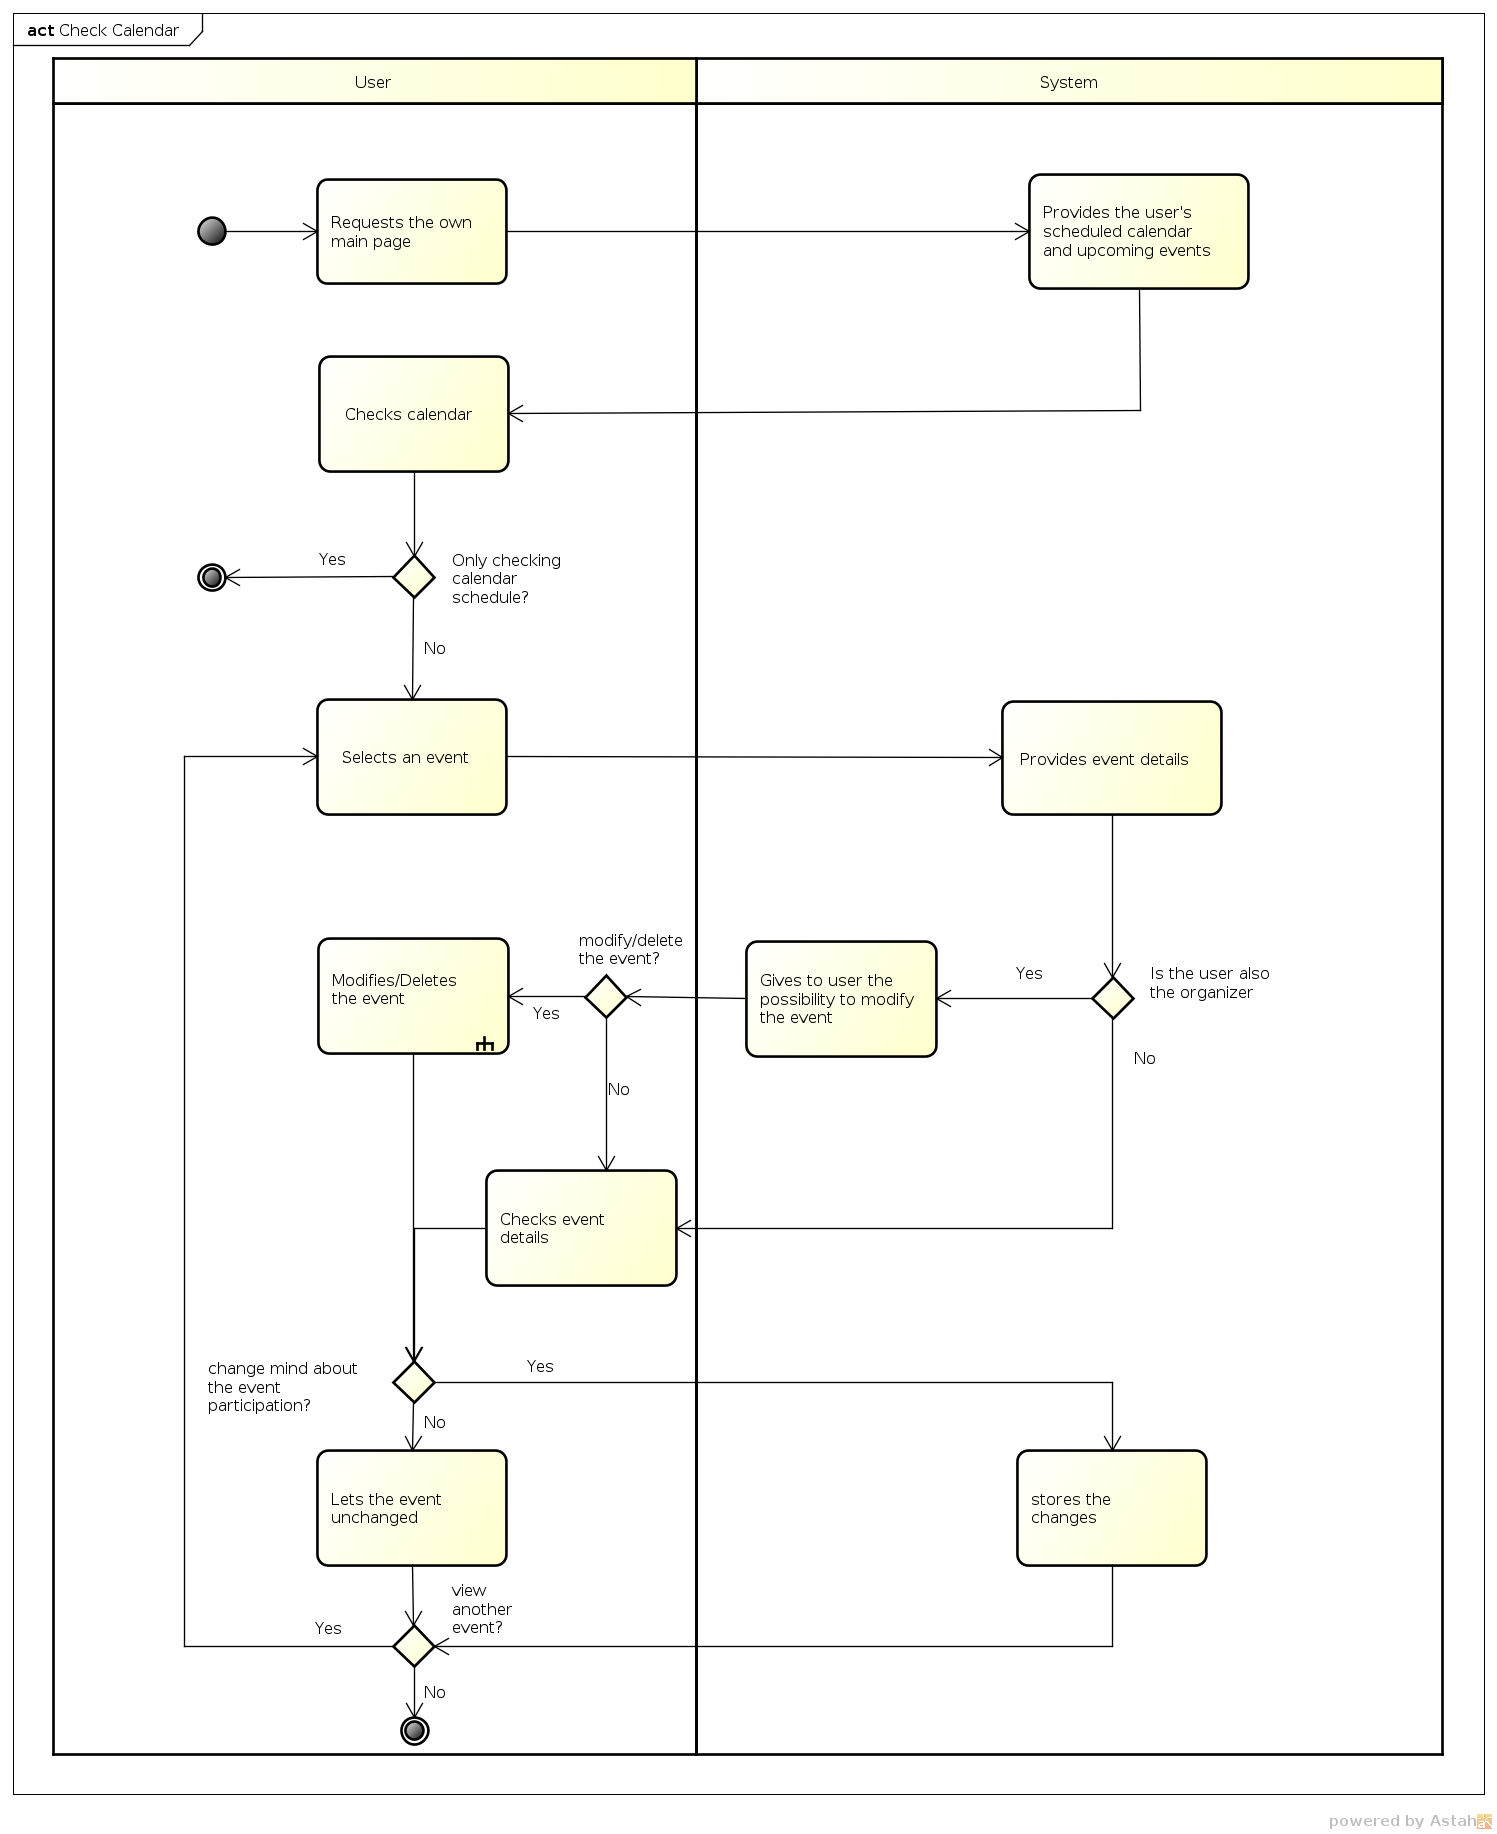 act Check Calendar
User
System
Requests the own
main page
Provides the user's
scheduled calendar
and upcoming events
Checks calendar
Yes
Only checking
calendar
schedule?
No
Selects an event
Provides event details
modify/delete
the event?
Modifies/Deletes
the event
Yes
Gives to user the
possibility to modify
the event
Yes
Is the user also
the organizer
No
No
Checks event
details
change mind about
the event
participation?
Yes
No
Lets the event
unchanged
stores the
changes
view
another
event?
Yes
No
powered by Astah